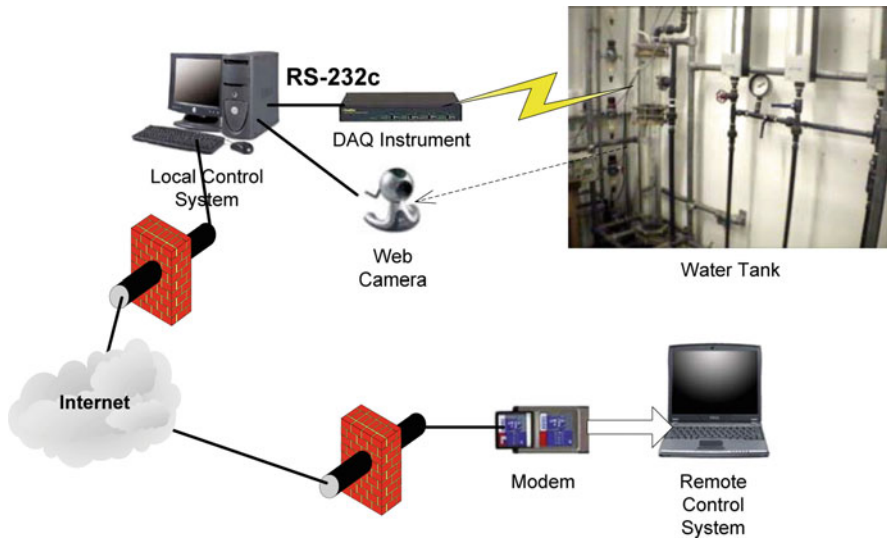 RS-232c
DAQ Instrument
Local Control
System
Web
Camera
Water Tank
Internet
Modem
Remote
Control
System